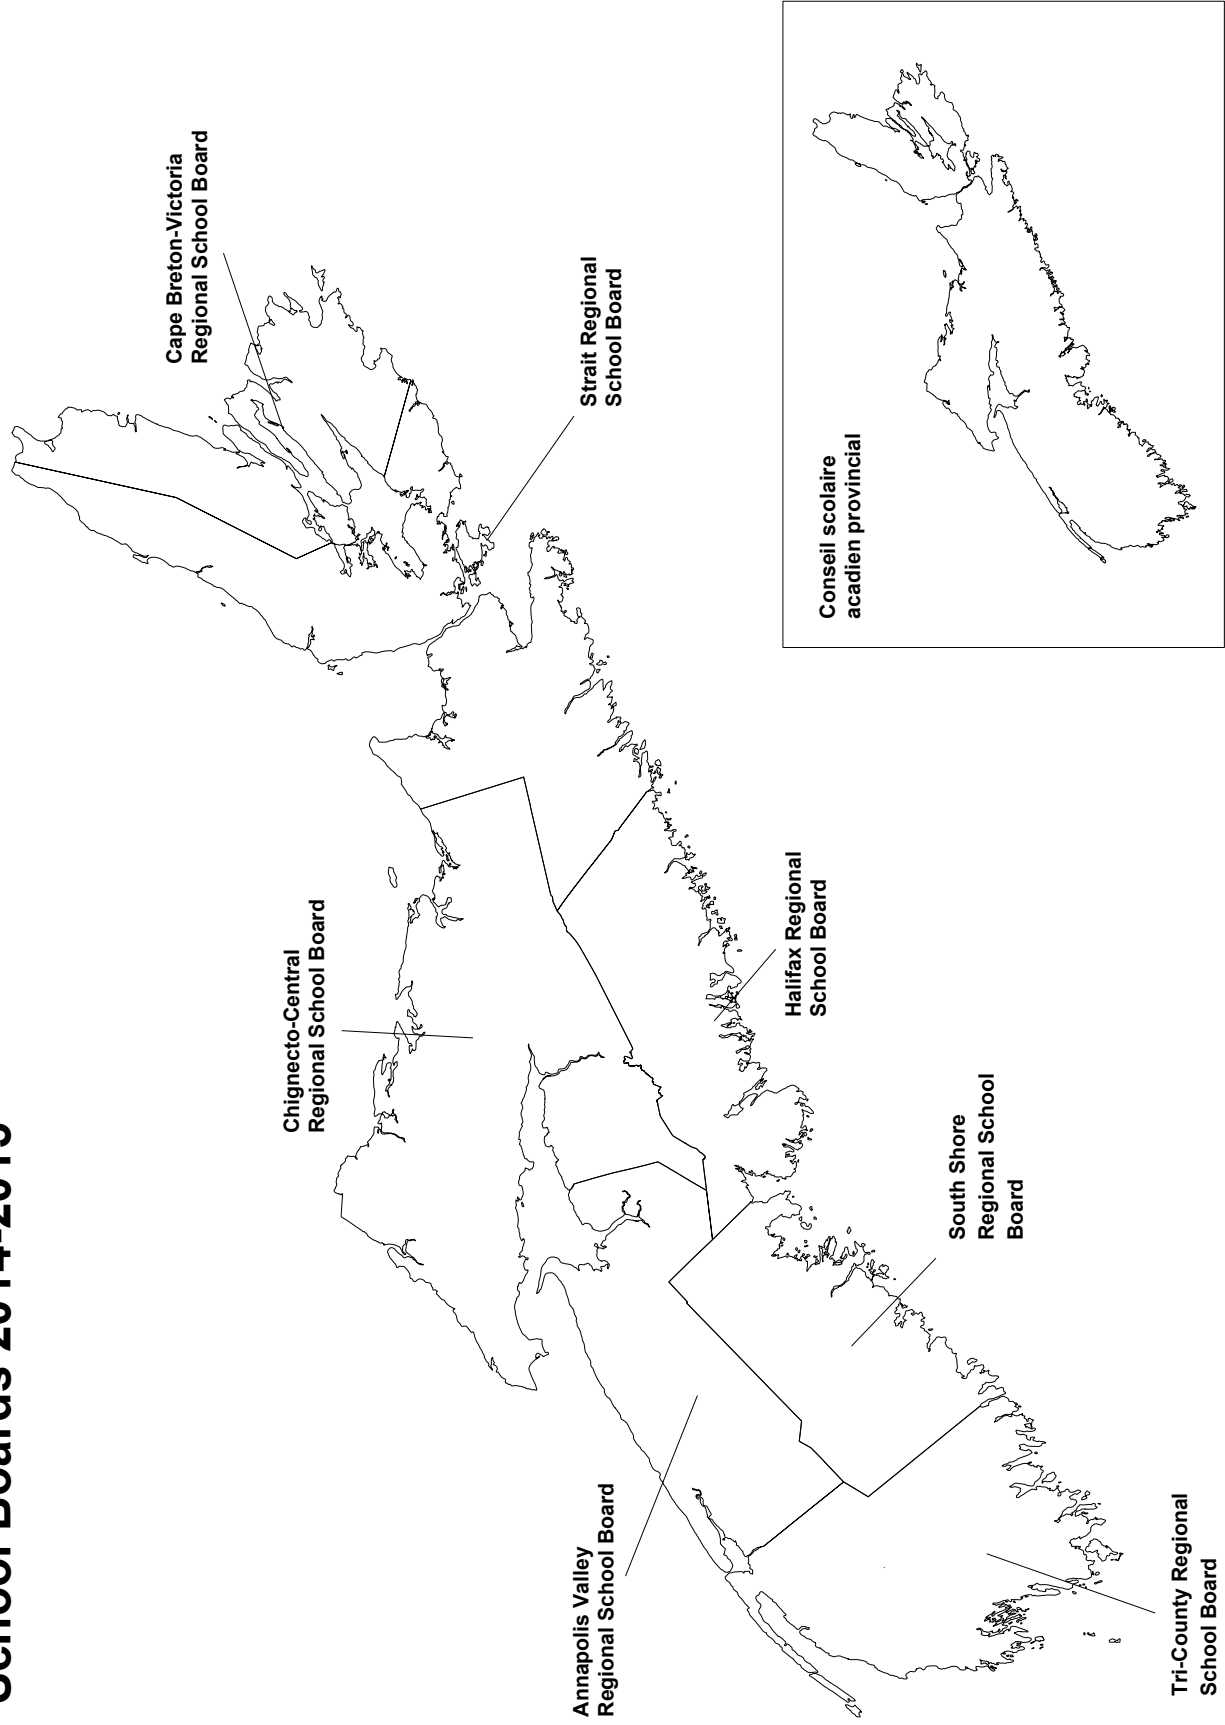 School Boards 2014-2015
Cape Breton-Victoria
Regional School Board
Chignecto-Central
Regional School Board
Annapolis Valley
Regional School Board
Strait Regional
School Board
Halifax Regional
School Board
Conseil scolaire
acadien provincial
South Shore
Regional School
Board
Tri-County Regional
School Board